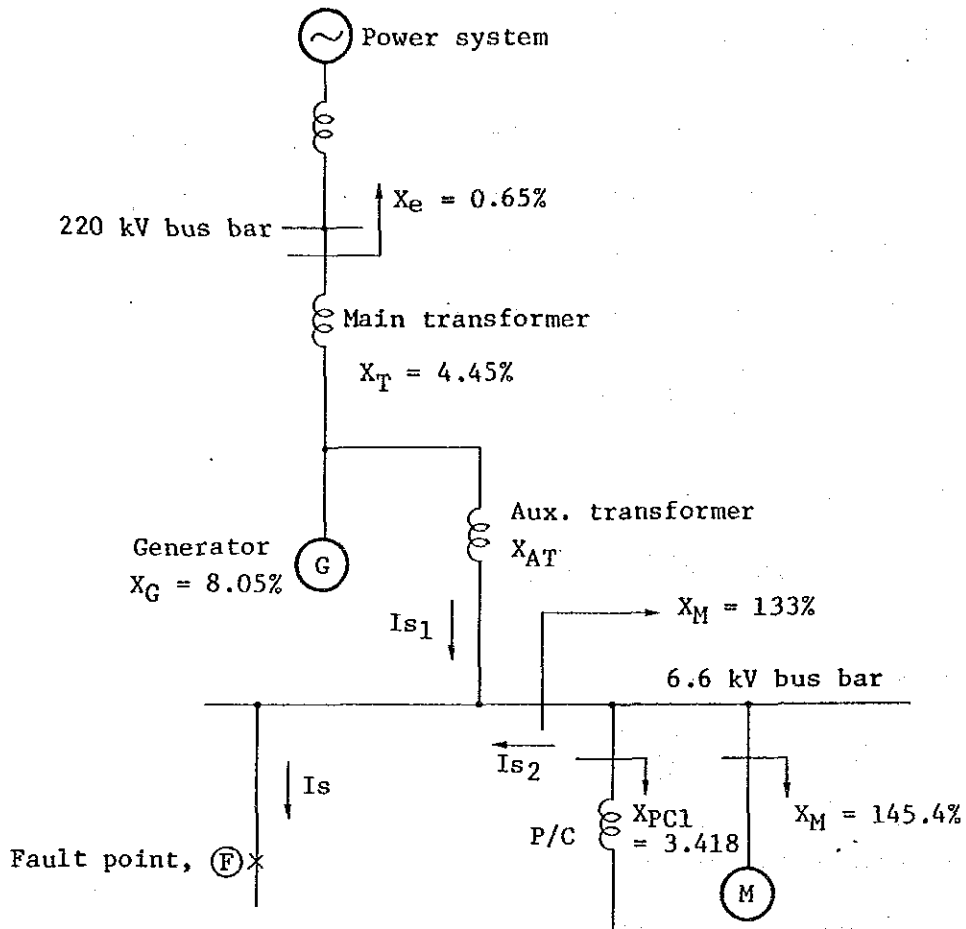 Power system
Xe = 0.65%
220 kV bus bar
Main transformer
XT = 4.45%
Aux. transformer
XAT
Generator
XG = 8.05%
G
Is1
XM = 133%
6.6 kV bus bar
Is2
Is
P/C
XPC1
= 3.418
XM = 145.4%
Fault point, F
M